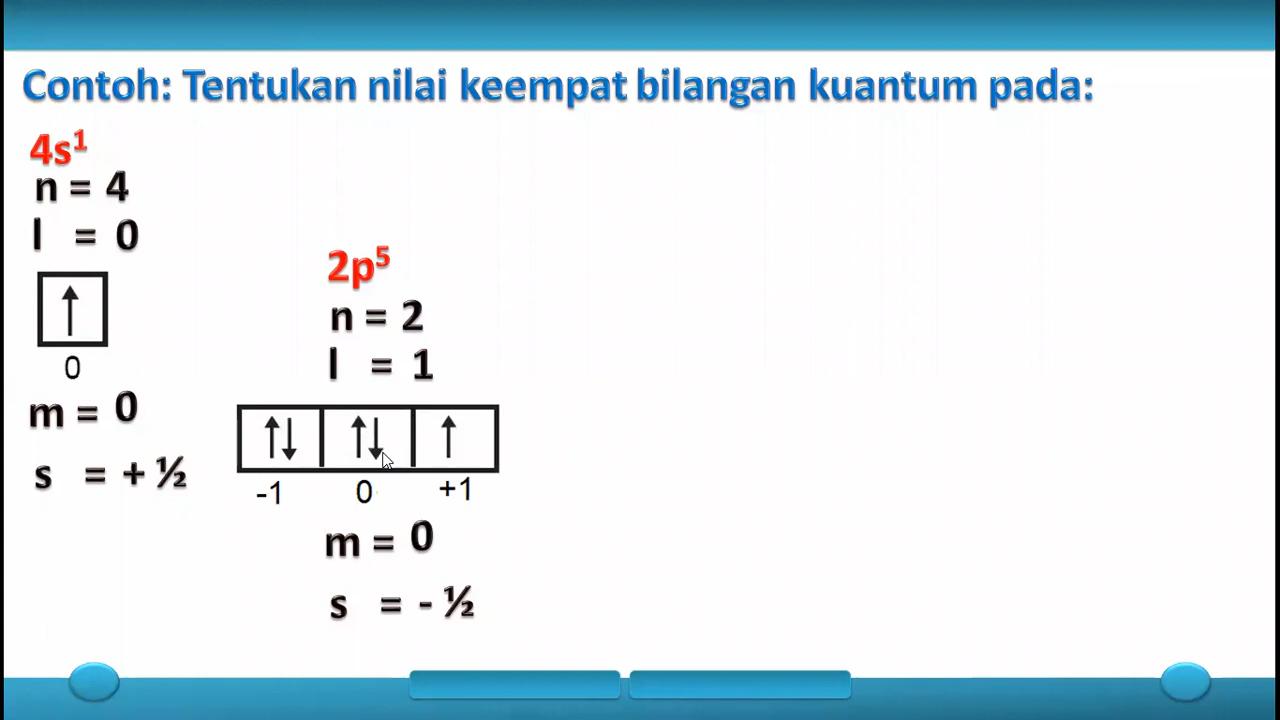 Contoh: Tentukan nilai keempat bilangan kuantum pada:
4s¹
n = 4
l = 0
0
m = 0
s = + ½
2p⁵
n = 2
l = 1
-1 0 +1
m = 0
s = - ½